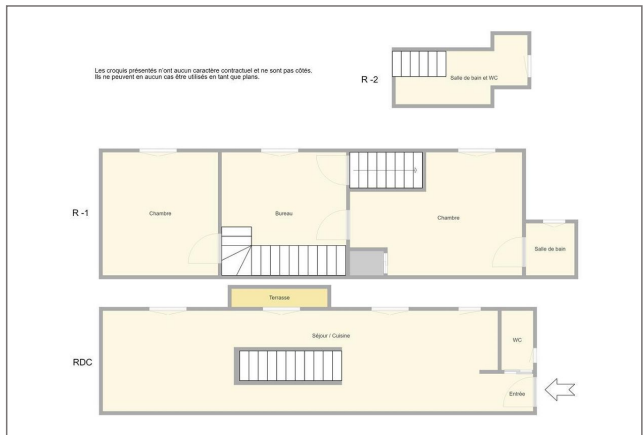 Les croquis présentés n'ont aucun caractère contractuel et ne sont pas côtés.
Ils ne peuvent en aucun cas être utilisés en tant que plans.
R -2
Salle de bain et WC
R -1
Chambre
Bureau
Chambre
Salle de bain
Terrasse
Séjour / Cuisine
WC
RDC
Entrée